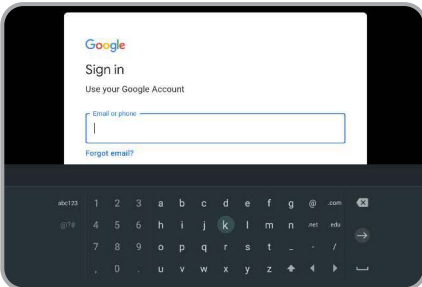 Google
Sign in
Use your Google Account
Email or phone
Forgot email?
abc123 1 2 3 a b c d e f g @ .com
@?! 4 5 6 h i j k l m n .net .edu
7 8 9 o p q r s t _ - /
, 0 . u v w x y z